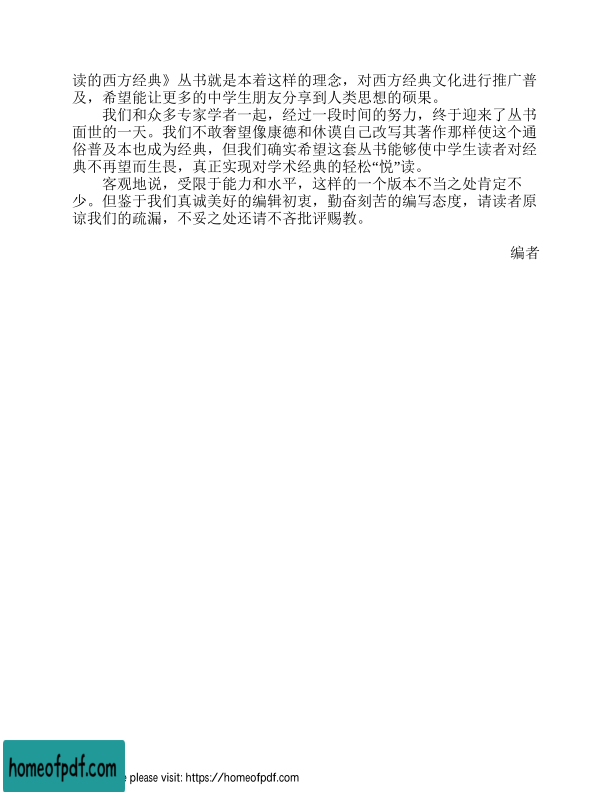 读的西方经典》丛书就是本着这样的理念，对西方经典文化进行推广普
及，希望能让更多的中学生朋友分享到人类思想的硕果。
我们和众多专家学者一起，经过一段时间的努力，终于迎来了丛书
面世的一天。我们不敢奢望像康德和休谟自己改写其著作那样使这个通
俗普及本也成为经典，但我们确实希望这套丛书能够使中学生读者对经
典不再望而生畏，真正实现对学术经典的轻松“悦”读。
客观地说，受限于能力和水平，这样的一个版本不当之处肯定不
少。但鉴于我们真诚美好的编辑初衷，勤奋刻苦的编写态度，请读者原
谅我们的疏漏，不妥之处还请不吝批评赐教。
编者
homeofpdf.com
please visit: https://homeofpdf.com